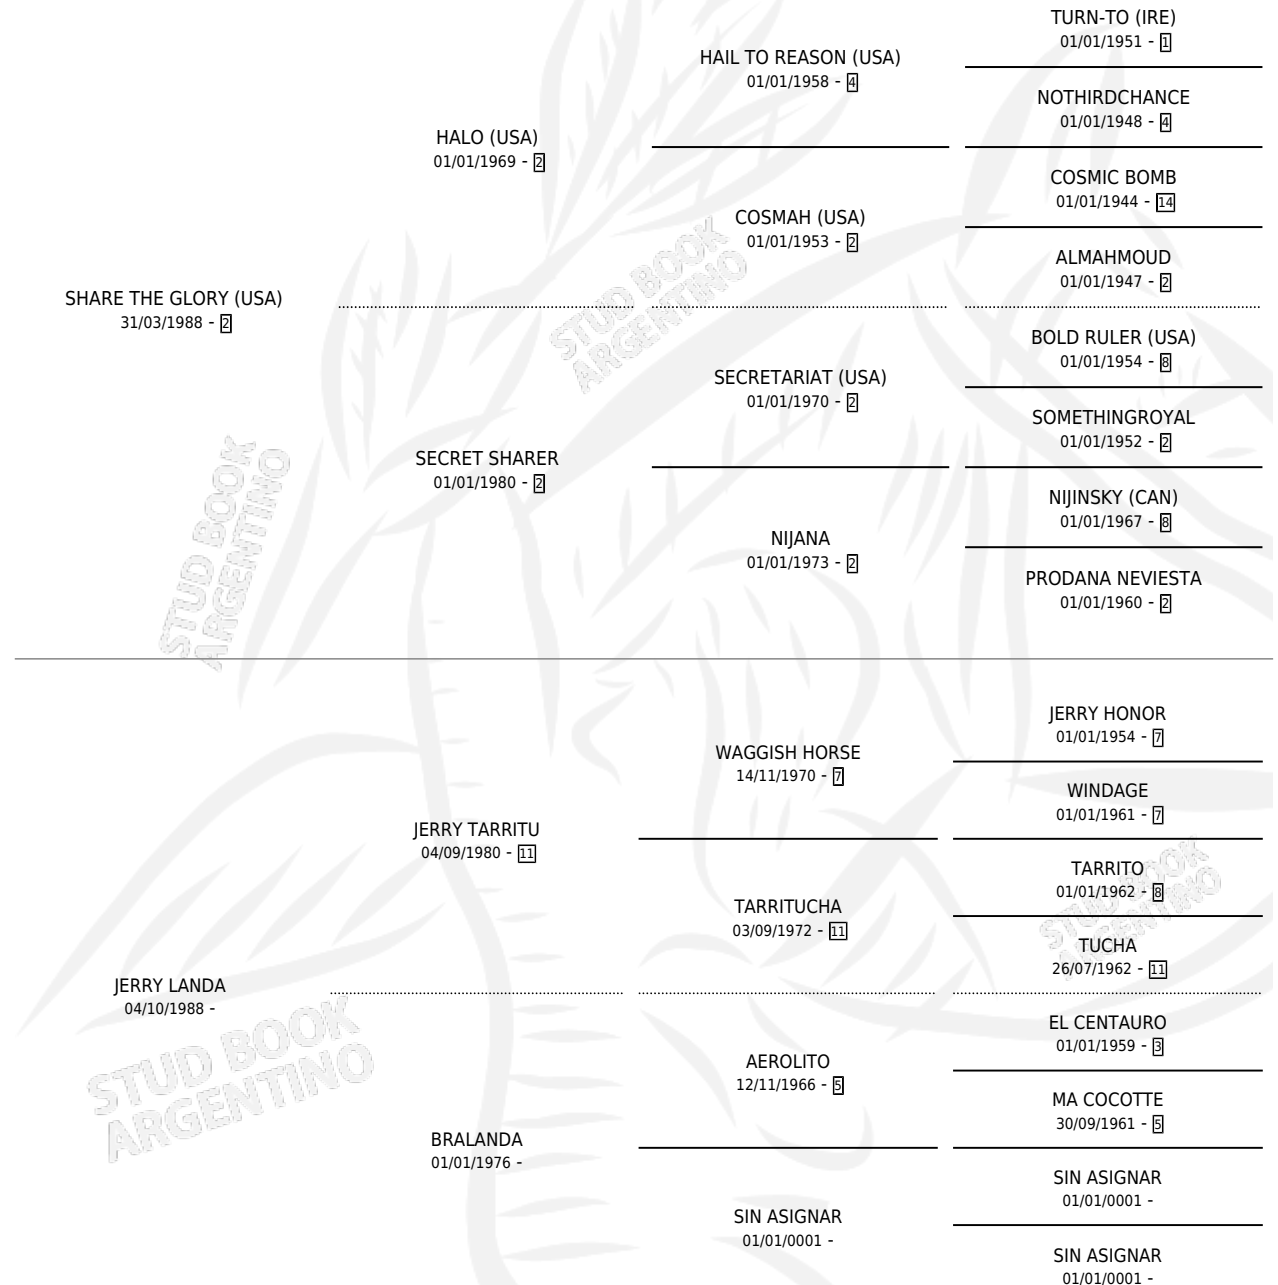 TURN-TO (IRE)
01/01/1951 - 1
HAIL TO REASON (USA)
01/01/1958 - 4
NOTHIRDCHANCE
01/01/1948 - 4
HALO (USA)
01/01/1969 - 2
COSMIC BOMB
01/01/1944 - 14
COSMAH (USA)
01/01/1953 - 2
ALMAHMOUD
01/01/1947 - 2
SHARE THE GLORY (USA)
31/03/1988 - 2
BOLD RULER (USA)
01/01/1954 - 8
SECRETARIAT (USA)
01/01/1970 - 2
SOMETHINGROYAL
01/01/1952 - 2
SECRET SHARER
01/01/1980 - 2
NIJINSKY (CAN)
01/01/1967 - 8
NIJANA
01/01/1973 - 2
PRODANA NEVIESTA
01/01/1960 - 2
JERRY HONOR
01/01/1954 - 7
WAGGISH HORSE
14/11/1970 - 7
WINDAGE
01/01/1961 - 7
JERRY TARRITU
04/09/1980 - 11
TARRITO
01/01/1962 - 8
TARRITUCHA
03/09/1972 - 11
TUCHA
26/07/1962 - 11
JERRY LANDA
04/10/1988 -
EL CENTAURO
01/01/1959 - 3
AEROLITO
12/11/1966 - 5
MA COCOTTE
30/09/1961 - 5
BRALANDA
01/01/1976 -
SIN ASIGNAR
01/01/0001 -
SIN ASIGNAR
01/01/0001 -
SIN ASIGNAR
01/01/0001 -
STUD BOOK
ARGENTINO
STUD BOOK
ARGENTINO
STUD BOOK
ARGENTINO
STUD BOOK
ARGENTINO